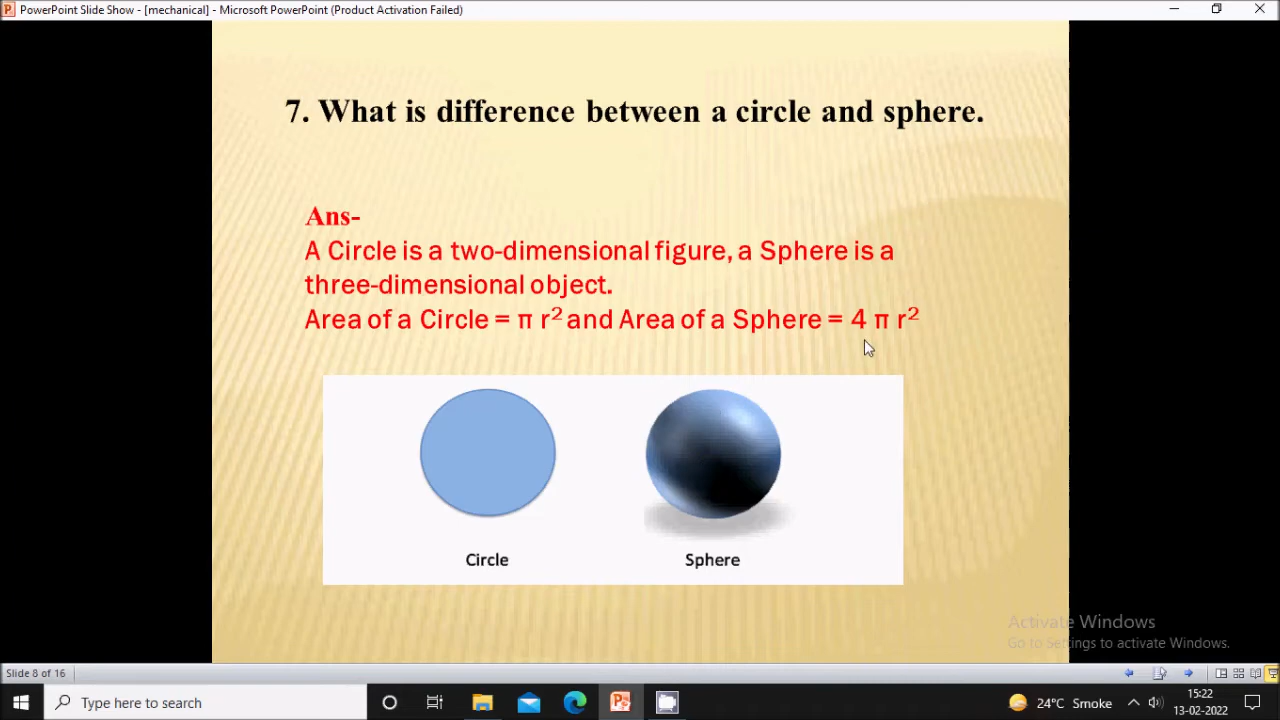 PowerPoint Slide Show - [mechanical] - Microsoft PowerPoint (Product Activation Failed)
7. What is difference between a circle and sphere.
Ans-
A Circle is a two-dimensional figure, a Sphere is a
three-dimensional object.
Area of a Circle = π r² and Area of a Sphere = 4 π r²
Circle
Sphere
Activate Windows
Go to Settings to activate Windows.
Slide 8 of 16
Type here to search
24°C Smoke
15:22
13-02-2022